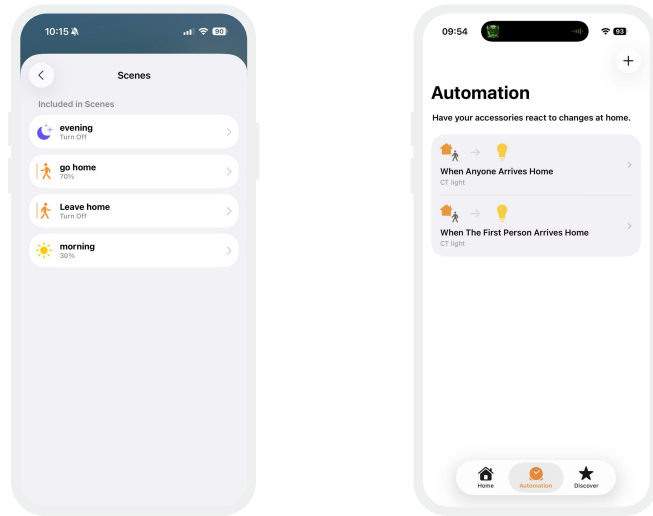 10:15
90
Scenes
Included in Scenes
evening
Turn Off
go home
70%
Leave home
Turn Off
morning
30%
09:54
93
Automation
Have your accessories react to changes at home.
When Anyone Arrives Home
CT light
When The First Person Arrives Home
CT light
Home
Automation
Discover